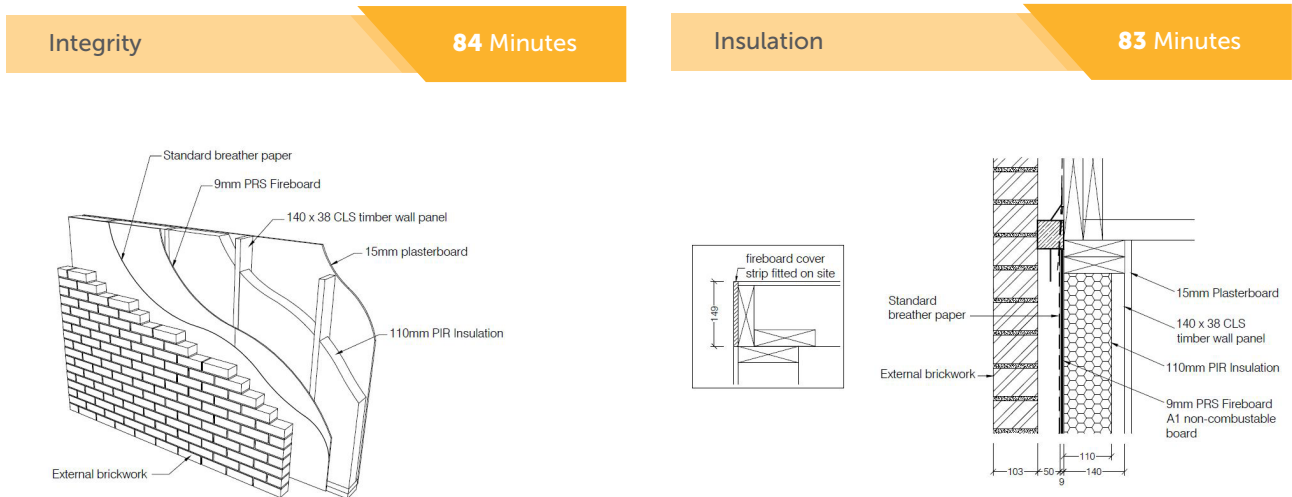 Integrity
84 Minutes
Insulation
83 Minutes
Standard breather paper
9mm PRS Fireboard
140 x 38 CLS timber wall panel
15mm plasterboard
110mm PIR Insulation
External brickwork
fireboard cover
strip fitted on site
149
Standard
breather paper
External brickwork
15mm Plasterboard
140 x 38 CLS
timber wall panel
110mm PIR Insulation
9mm PRS Fireboard
A1 non-combustable
board
110
103
50
140
9